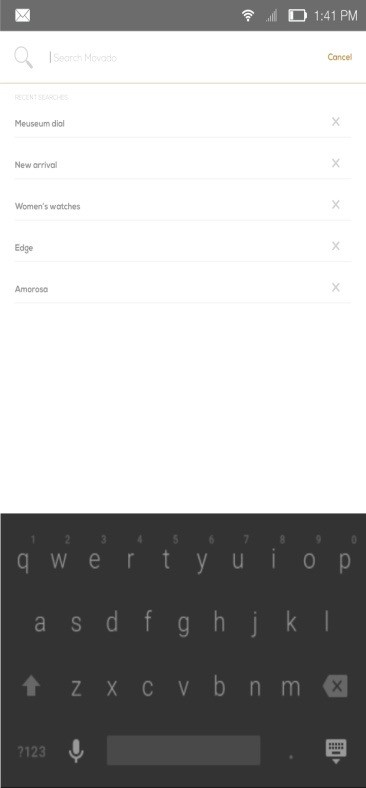 1:41 PM
Search Movado
Cancel
RECENT SEARCHES
Meuseum dial
X
New arrival
X
Women's watches
X
Edge
X
Amorosa
X
1 2 3 4 5 6 7 8 9 0
q w e r t y u i o p
a s d f g h j k l
z x c v b n m
?123 .